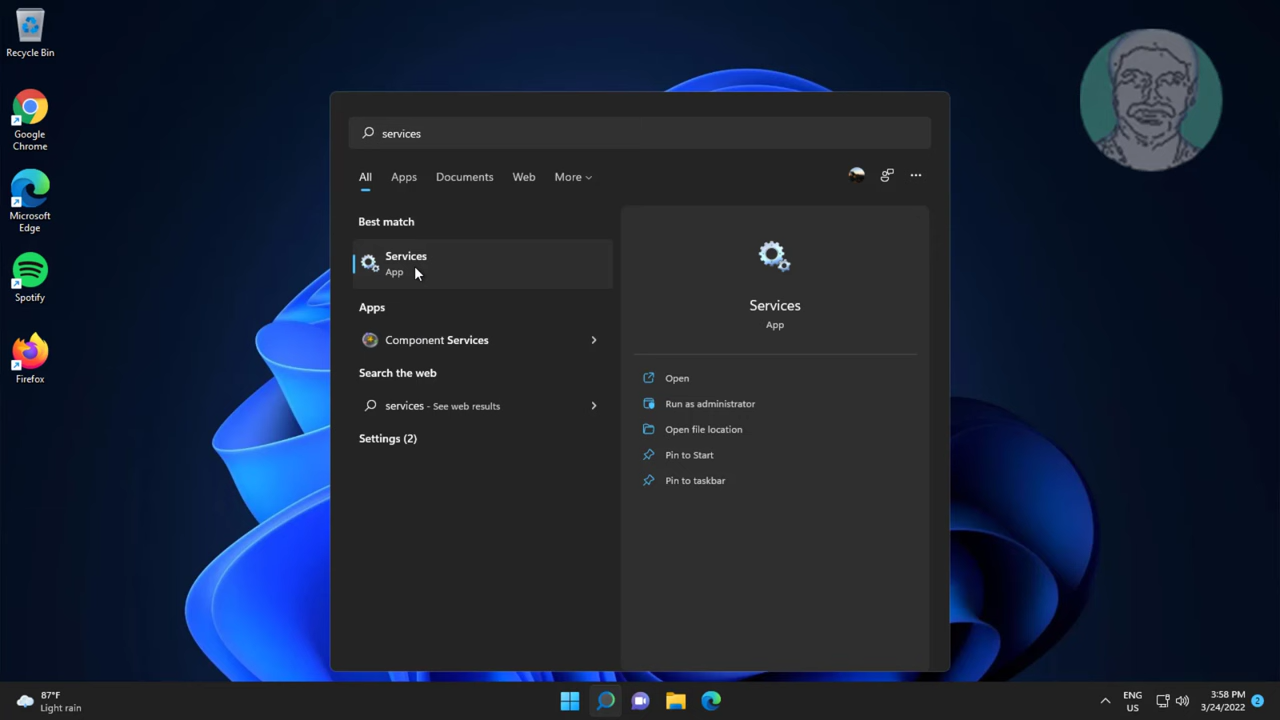 Recycle Bin
Google
Chrome
Microsoft
Edge
Spotify
Firefox
services
All Apps Documents Web More
Best match
Services
App
Apps
Component Services
Search the web
services - See web results
Settings (2)
Services
App
Open
Run as administrator
Open file location
Pin to Start
Pin to taskbar
87°F
Light rain
ENG
US
3:58 PM
3/24/2022
2